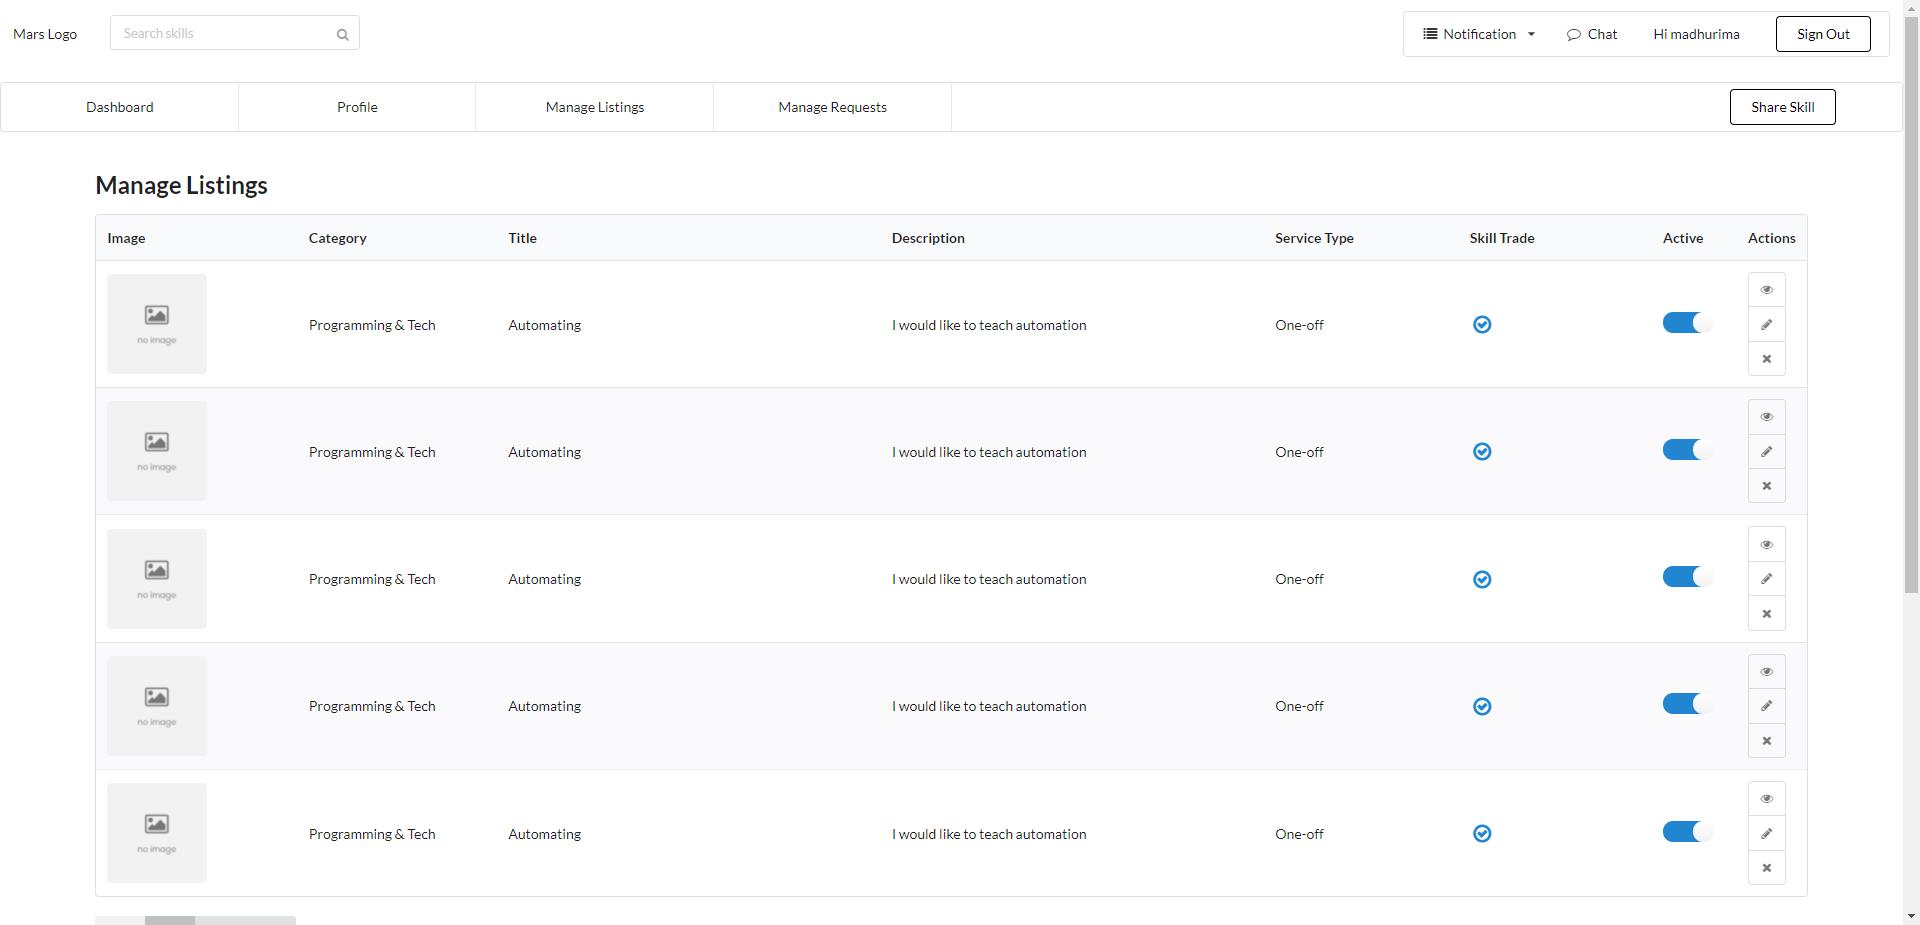 Mars Logo
Search skills
Notification
Chat
Hi madhurima
Sign Out
Dashboard
Profile
Manage Listings
Manage Requests
Share Skill
Manage Listings
Image Category Title Description Service Type Skill Trade Active Actions
no image
Programming & Tech Automating I would like to teach automation One-off
no image
Programming & Tech Automating I would like to teach automation One-off
no image
Programming & Tech Automating I would like to teach automation One-off
no image
Programming & Tech Automating I would like to teach automation One-off
no image
Programming & Tech Automating I would like to teach automation One-off